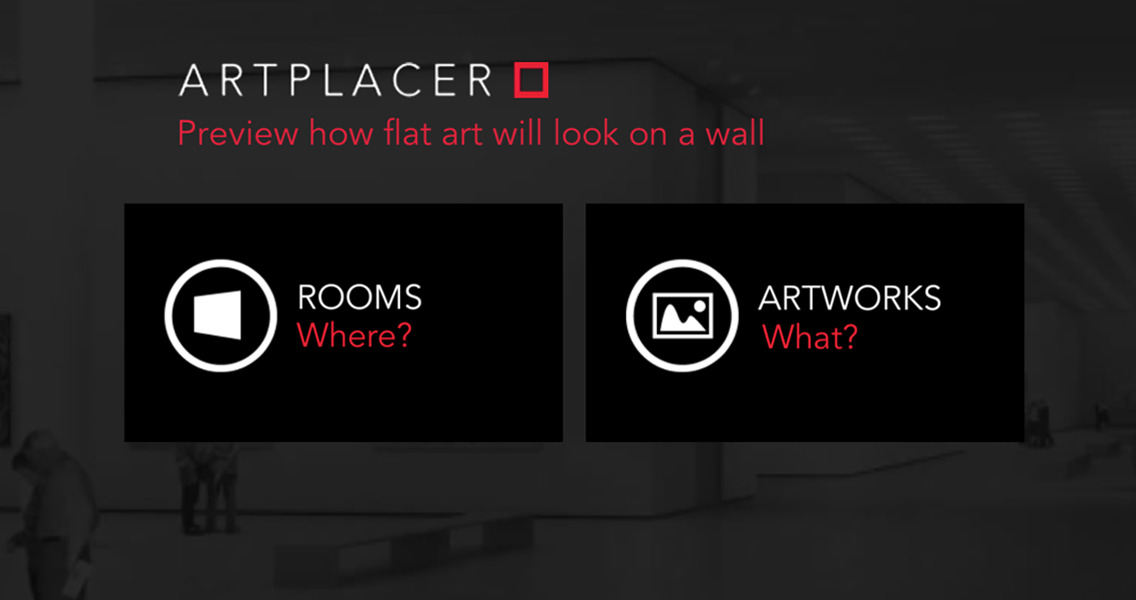 ARTPLACER
Preview how flat art will look on a wall
ROOMS
Where?
ARTWORKS
What?